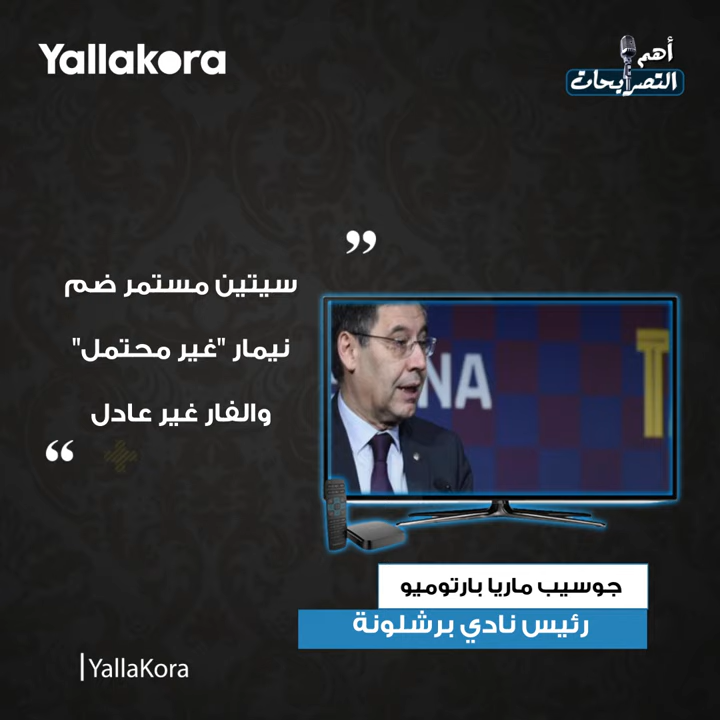 Yallakora
أهم
التصريحات
”
سيتين مستمر ضم
نيمار "غير محتمل"
والفار غير عادل
“
NA
T
جوسيب ماريا بارتوميو
رئيس نادي برشلونة
|YallaKora